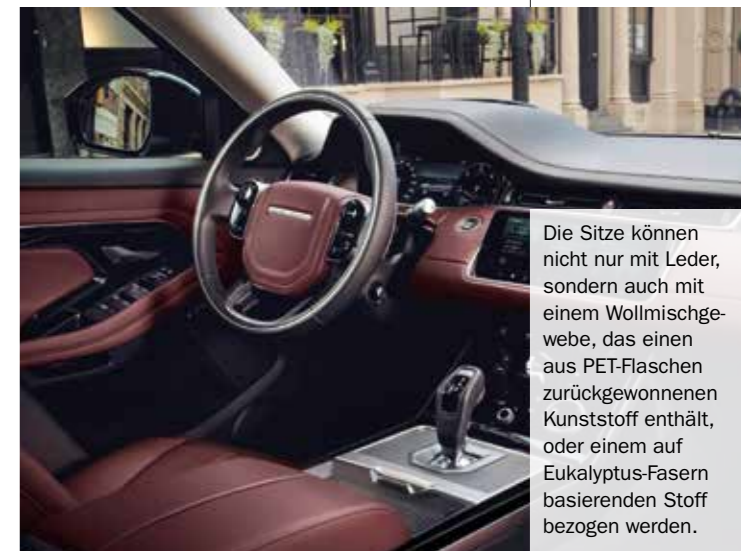 Die Sitze können
nicht nur mit Leder,
sondern auch mit
einem Wollmischge-
webe, das einen
aus PET-Flaschen
zurückgewonnenen
Kunststoff enthält,
oder einem auf
Eukalyptus-Fasern
basierenden Stoff
bezogen werden.